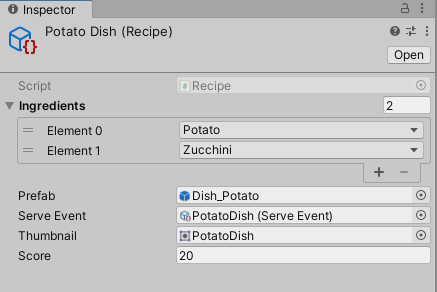 Inspector
Potato Dish (Recipe)
Open
Script Recipe
Ingredients 2
Element 0 Potato
Element 1 Zucchini
Prefab Dish_Potato
Serve Event PotatoDish (Serve Event)
Thumbnail PotatoDish
Score 20